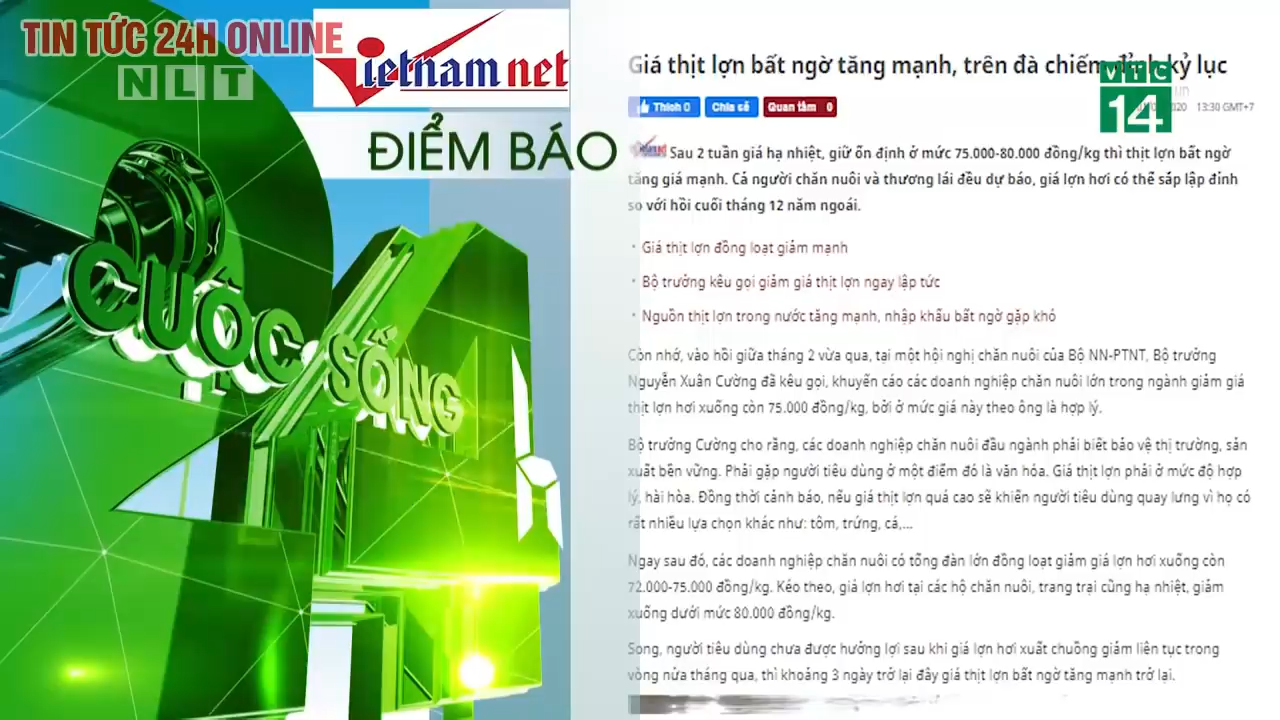 TIN TỨC 24H ONLINE
NLT
Vietnam net
ĐIỂM BÁO
CUỘC SỐNG
24h
VTC
14
Giá thịt lợn bất ngờ tăng mạnh, trên đà chiếm đỉnh kỷ lục
Thích 0 Chia sẻ Quan tâm 0
2020 13:30 GMT+7
Sau 2 tuần giá hạ nhiệt, giữ ổn định ở mức 75.000-80.000 đồng/kg thì thịt lợn bất ngờ
tăng giá mạnh. Cả người chăn nuôi và thương lái đều dự báo, giá lợn hơi có thể sáp lập đỉnh
so với hồi cuối tháng 12 năm ngoái.
Giá thịt lợn đồng loạt giảm mạnh
Bộ trưởng kêu gọi giảm giá thịt lợn ngay lập tức
Nguồn thịt lợn trong nước tăng mạnh, nhập khẩu bất ngờ gặp khó
Còn nhớ, vào hồi giữa tháng 2 vừa qua, tại một hội nghị chăn nuôi của Bộ NN-PTNT, Bộ trưởng
Nguyễn Xuân Cường đã kêu gọi, khuyến cáo các doanh nghiệp chăn nuôi lớn trong ngành giảm giá
thịt lợn hơi xuống còn 75.000 đồng/kg, bởi ở mức giá này theo ông là hợp lý.
Bộ trưởng Cường cho rằng, các doanh nghiệp chăn nuôi đầu ngành phải biết bảo vệ thị trường, sản
xuất bền vững. Phải gặp người tiêu dùng ở một điểm đó là văn hóa. Giá thịt lợn phải ở mức độ hợp
lý, hài hòa. Đồng thời cảnh báo, nếu giá thịt lợn quá cao sẽ khiến người tiêu dùng quay lưng vì họ có
rất nhiều lựa chọn khác như: tôm, trứng, cá,...
Ngay sau đó, các doanh nghiệp chăn nuôi có tổng đàn lớn đồng loạt giảm giá lợn hơi xuống còn
72.000-75.000 đồng/kg. Kéo theo, giá lợn hơi tại các hộ chăn nuôi, trang trại cũng hạ nhiệt, giảm
xuống dưới mức 80.000 đồng/kg.
Song, người tiêu dùng chưa được hưởng lợi sau khi giá lợn hơi xuất chuồng giảm liên tục trong
vòng nửa tháng qua, thì khoảng 3 ngày trở lại đây giá thịt lợn bất ngờ tăng mạnh trở lại.